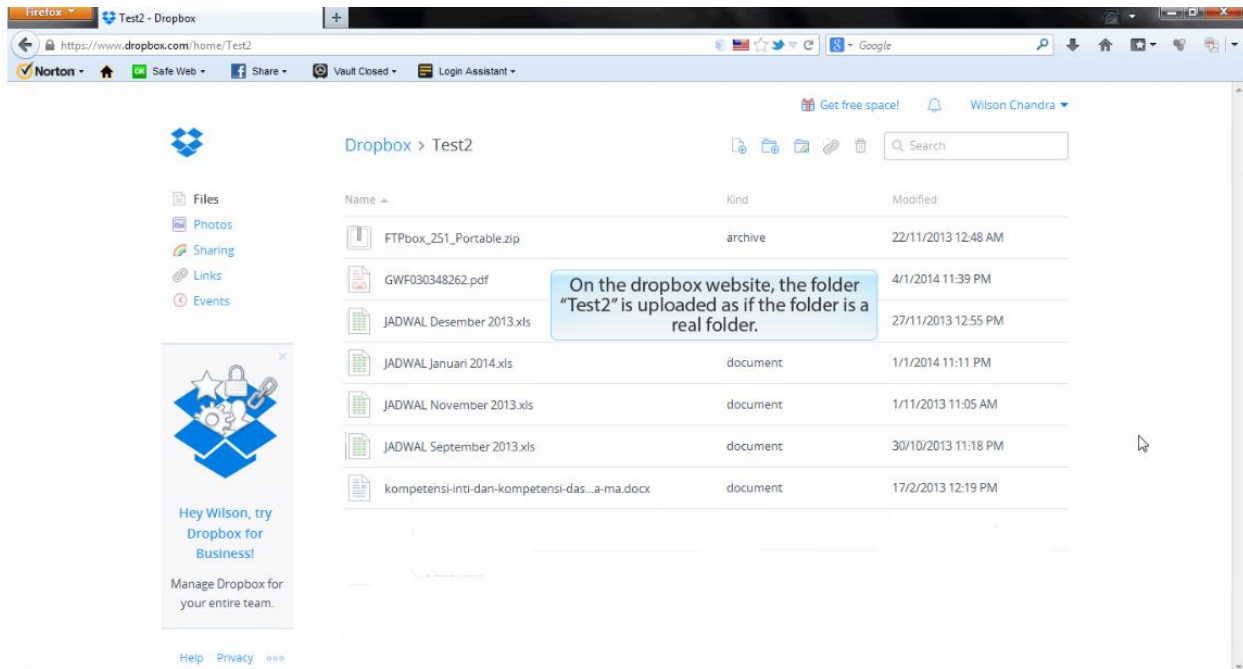 Firefox
Test2 - Dropbox
https://www.dropbox.com/home/Test2
Google
Norton
Safe Web
Share
Vault Closed
Login Assistant
Get free space!
Wilson Chandra
Dropbox > Test2
Search
Files
Photos
Sharing
Links
Events
Name Kind Modified
FTPbox_251_Portable.zip archive 22/11/2013 12:48 AM
GWF030348262.pdf 4/1/2014 11:39 PM
JADWAL Desember 2013.xls 27/11/2013 12:55 PM
On the dropbox website, the folder
"Test2" is uploaded as if the folder is a
real folder.
JADWAL Januari 2014.xls document 1/1/2014 11:11 PM
JADWAL November 2013.xls document 1/11/2013 11:05 AM
JADWAL September 2013.xls document 30/10/2013 11:18 PM
kompetensi-inti-dan-kompetensi-das...a-ma.docx document 17/2/2013 12:19 PM
Hey Wilson, try
Dropbox for
Business!
Manage Dropbox for
your entire team.
Help Privacy